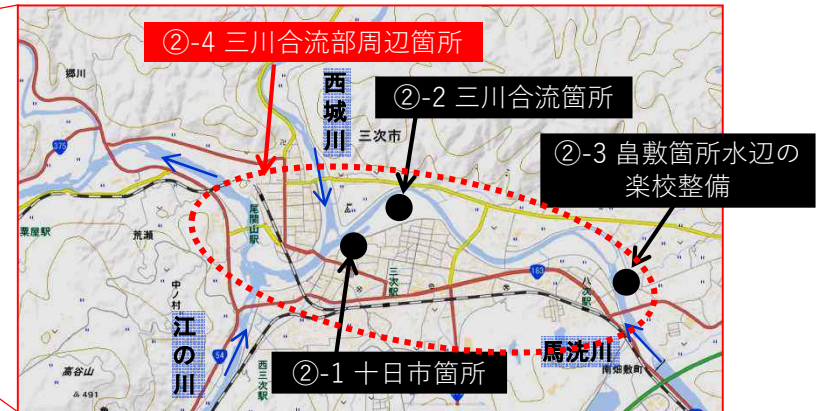 ②-4 三川合流部周辺箇所
郷川
西城川
②-2 三川合流箇所
三次市
375
②-3 畠敷箇所水辺の
楽校整備
尾関山駅
粟屋駅
荒瀬
三次駅
183
八次駅
中ノ村
江の川
54
馬洗川
②-1 十日市箇所
西三次駅
南畑敷町
高谷山
491